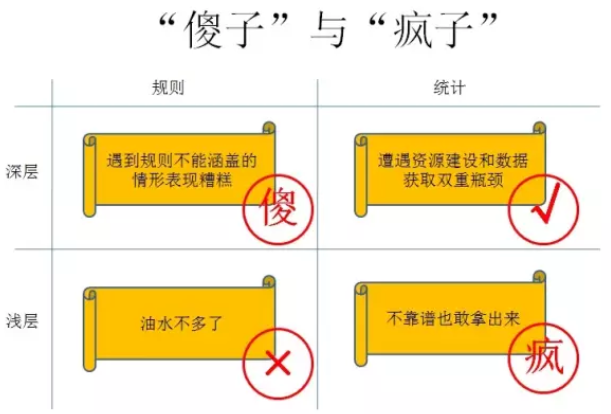 “傻子”与“疯子”
规则
统计
深层
遇到规则不能涵盖的
情形表现糟糕
傻
遭遇资源建设和数据
获取双重瓶颈
√
浅层
油水不多了
×
不靠谱也敢拿出来
疯